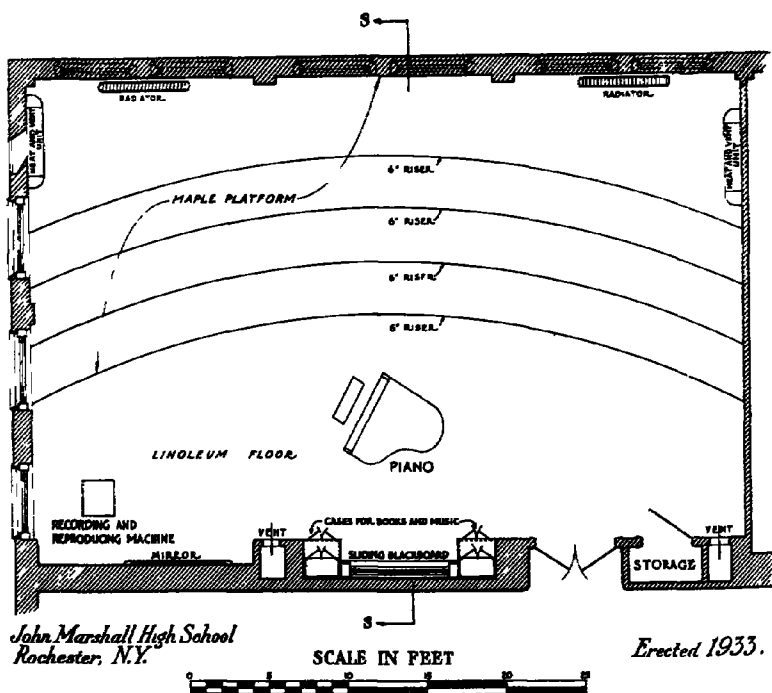 S
RADIATOR
RADIATOR
HEAT AND VENT
UNIT
HEAT AND VENT
UNIT
6" RISER
MAPLE PLATFORM
6" RISER
6" RISER
6" RISER
LINOLEUM FLOOR
PIANO
RECORDING AND
REPRODUCING MACHINE
VENT
CASES FOR BOOKS AND MUSIC
VENT
MIRROR
SLIDING BLACKBOARD
STORAGE
S
John Marshall High School
Rochester, N.Y.
SCALE IN FEET
Erected 1933.
0 5 10 15 20 25